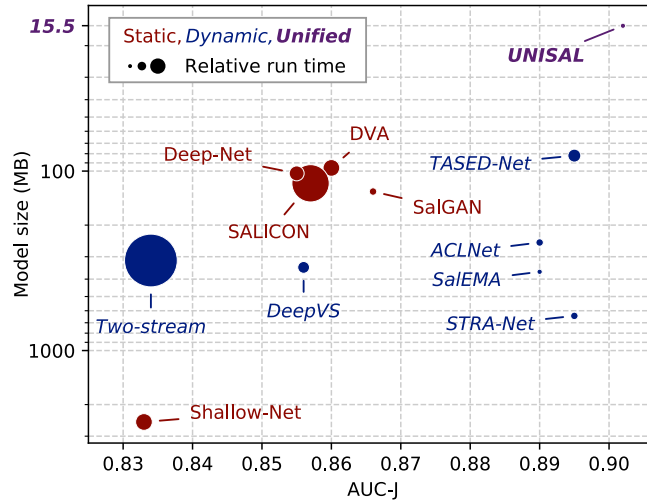 15.5
Static, Dynamic, Unified
Relative run time
UNISAL
Deep-Net
DVA
TASED-Net
100
SALICON
SalGAN
ACLNet
SalEMA
Two-stream
DeepVS
STRA-Net
1000
Shallow-Net
Model size (MB)
0.83 0.84 0.85 0.86 0.87 0.88 0.89 0.90
AUC-J